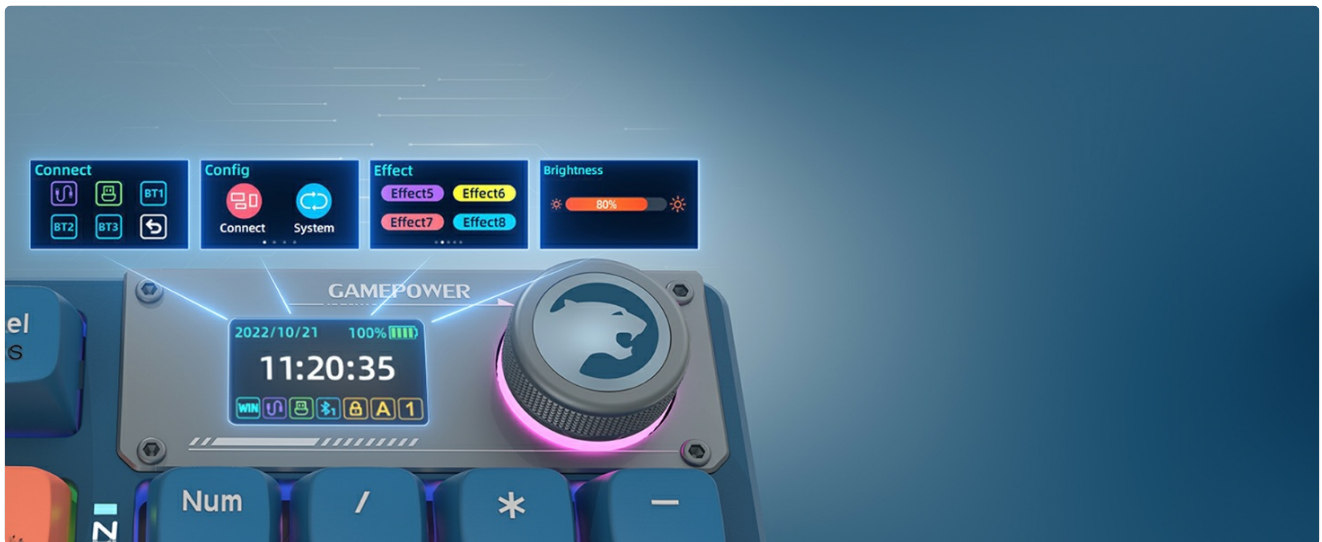 Connect
BT1
BT2
BT3
Config
Connect
System
Effect
Effect5
Effect6
Effect7
Effect8
Brightness
80%
GAMEPOWER
2022/10/21 100%
11:20:35
WIN
1
A
1
el
S
Num
/
*
-
Z